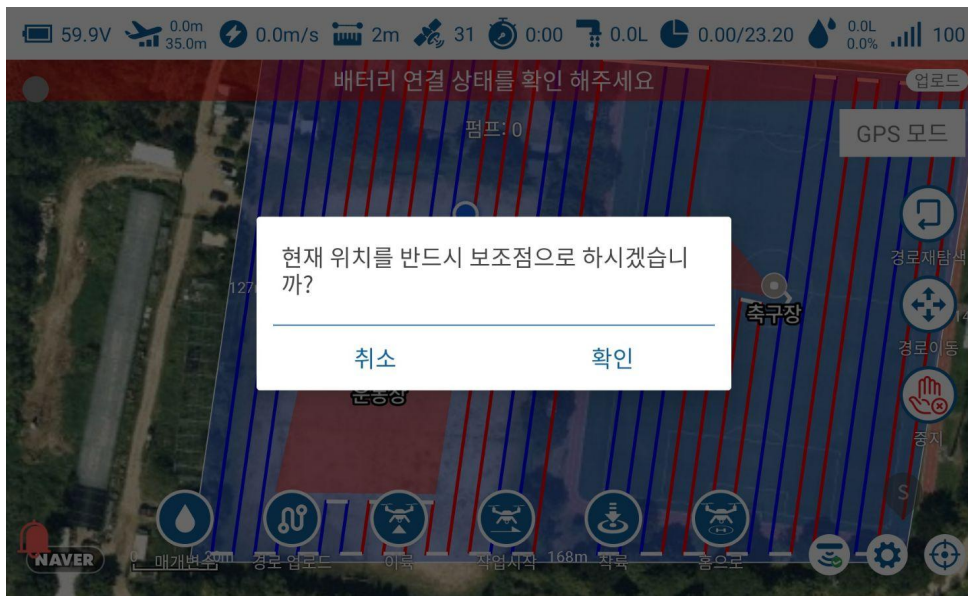 59.9V
0.0m
35.0m
0.0m/s
2m
31
0:00
0.0L
0.00/23.20
0.0L
0.0%
100
배터리 연결 상태를 확인 해주세요
업로드
펌프: 0
GPS 모드
경로재탐색
현재 위치를 반드시 보조점으로 하시겠습니
까?
축구장
경로이동
취소
확인
운동장
중지
S
NAVER
매개변수
경로 업로드
이륙
작업시작
168m
착륙
홈으로